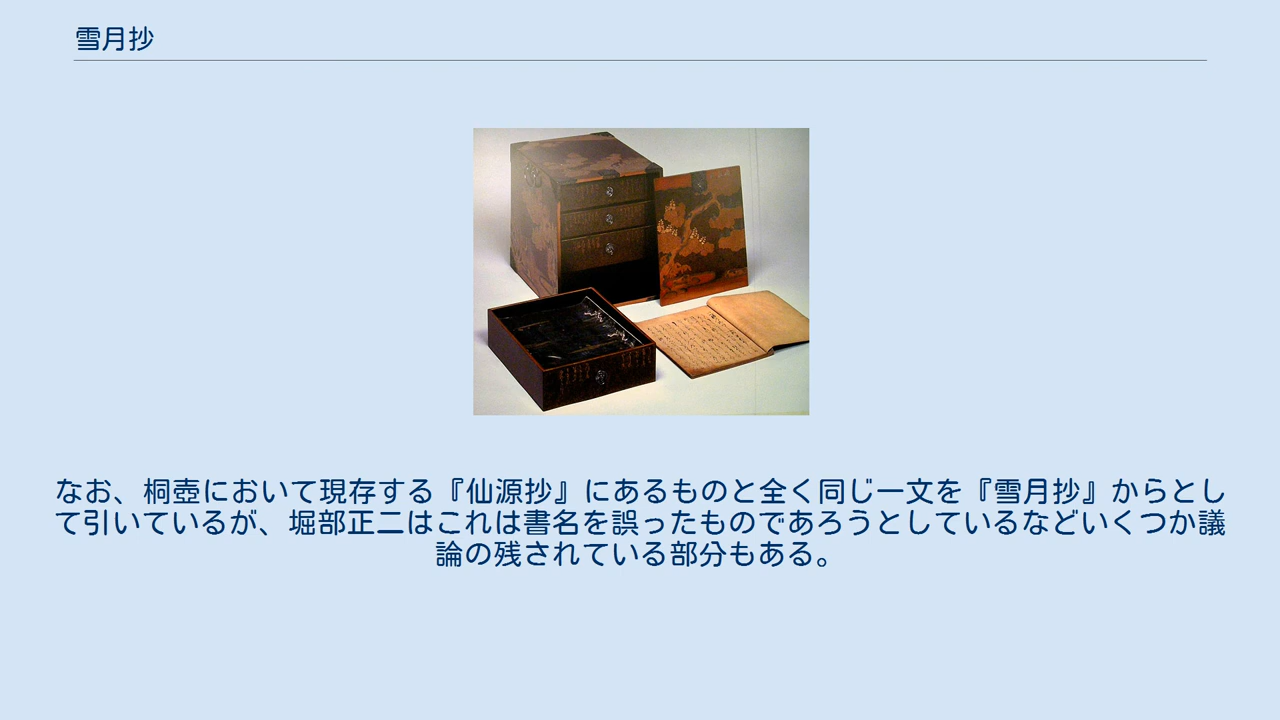 雪月抄
なお、桐壺において現存する『仙源抄』にあるものと全く同じ一文を『雪月抄』からとし
て引いているが、堀部正二はこれは書名を誤ったものであろうとしているなどいくつか議
論の残されている部分もある。